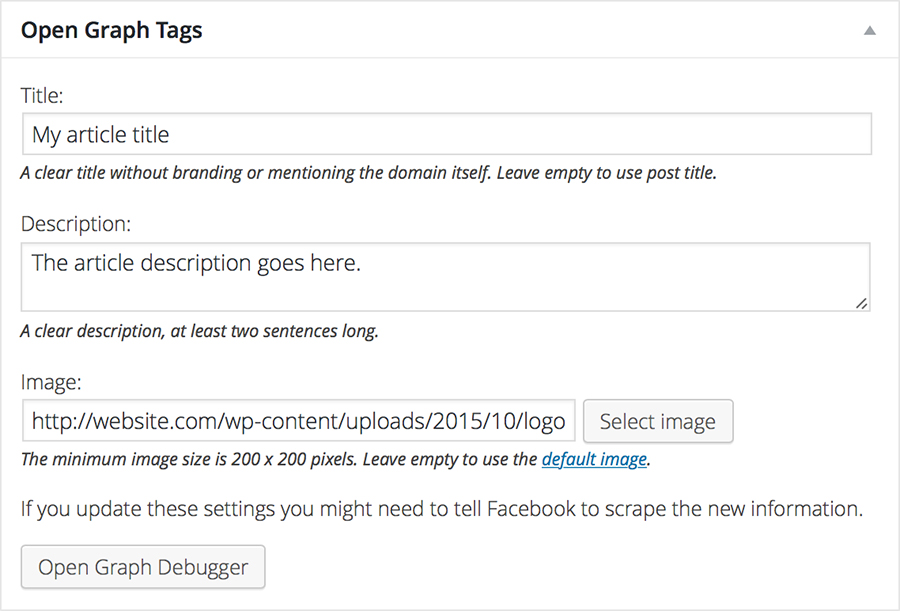 Open Graph Tags
Title:
My article title
A clear title without branding or mentioning the domain itself. Leave empty to use post title.
Description:
The article description goes here.
A clear description, at least two sentences long.
Image:
http://website.com/wp-content/uploads/2015/10/logo
Select image
The minimum image size is 200 x 200 pixels. Leave empty to use the default image.
If you update these settings you might need to tell Facebook to scrape the new information.
Open Graph Debugger